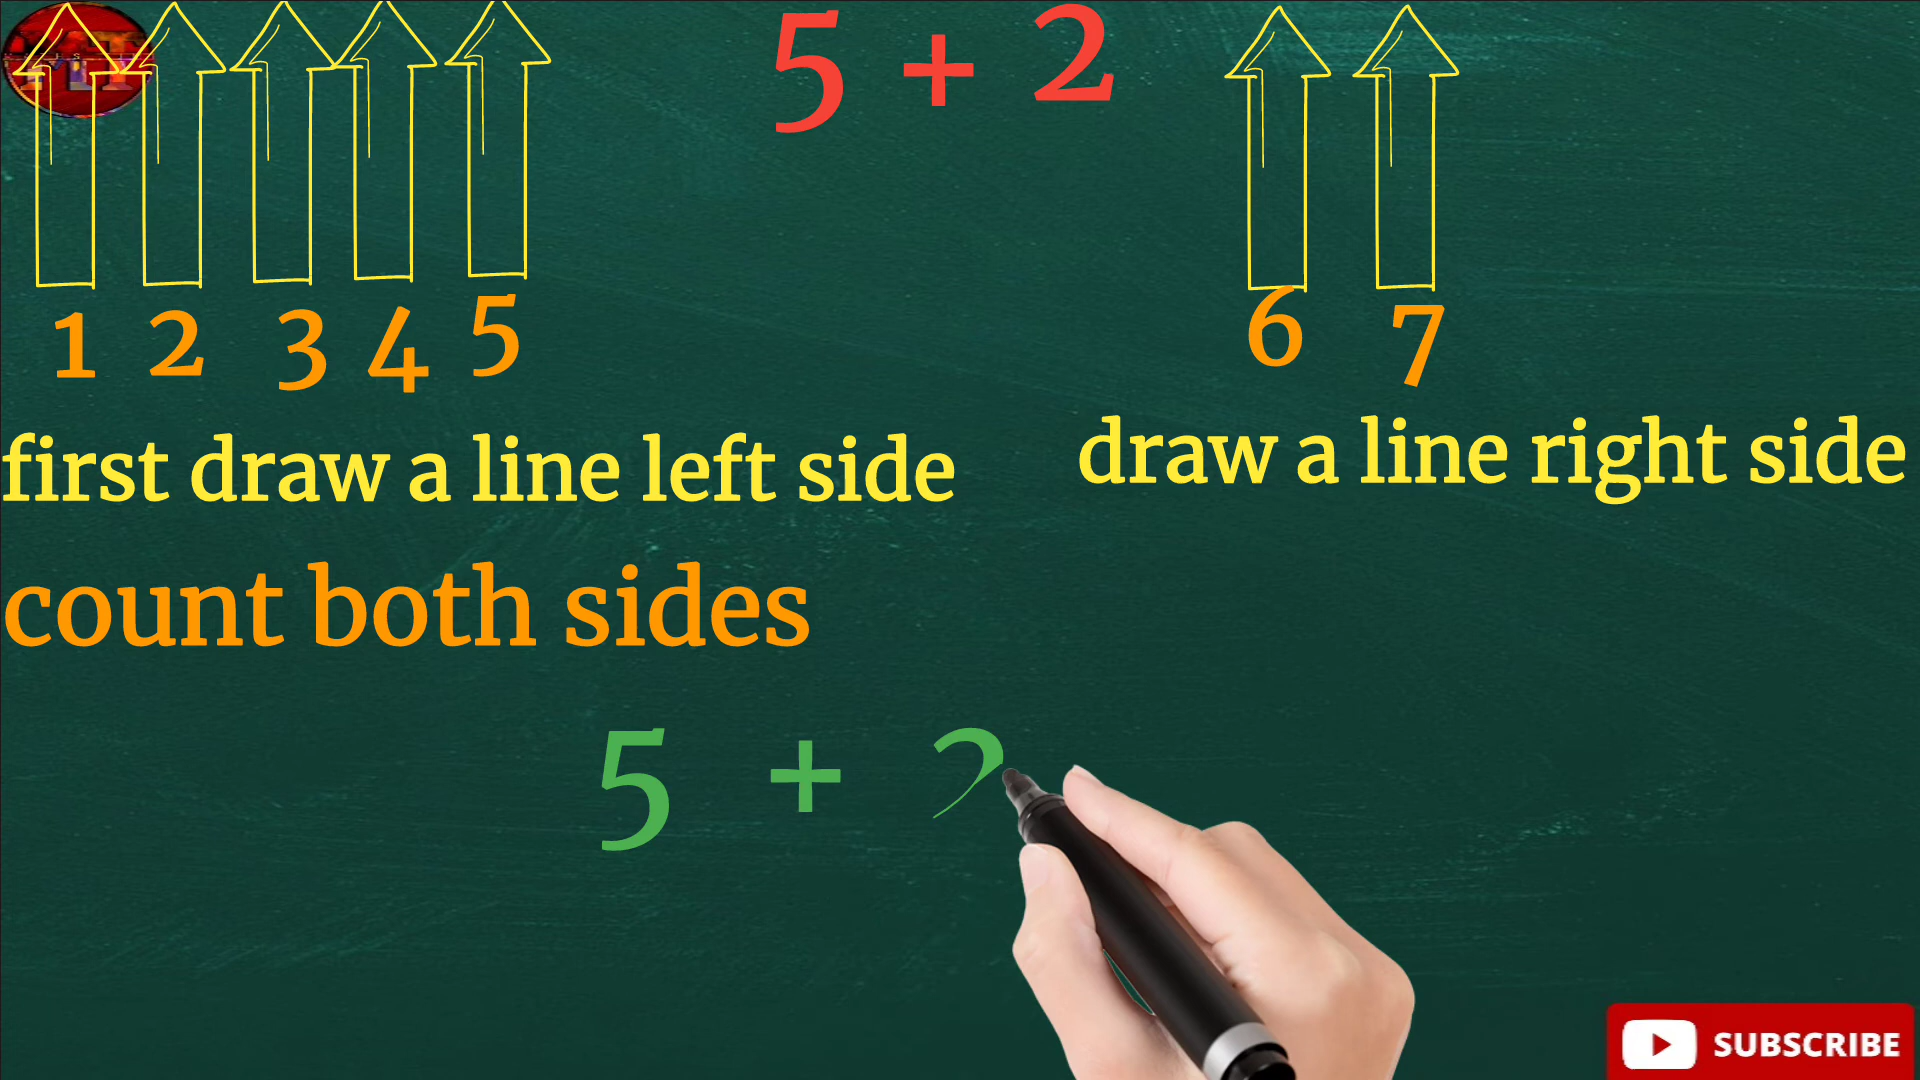 5 + 2
1 2 3 4 5
6 7
first draw a line left side
draw a line right side
count both sides
5 + 2
SUBSCRIBE